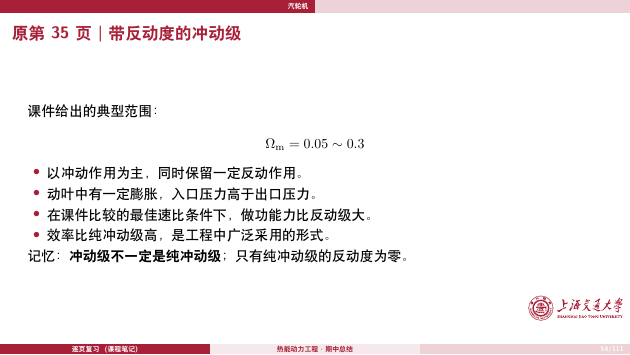 汽轮机
原第 35 页 | 带反动度的冲动级
课件给出的典型范围：
Ωm = 0.05 ∼ 0.3
• 以冲动作用为主，同时保留一定反动作用。
• 动叶中有一定膨胀，入口压力高于出口压力。
• 在课件比较的最佳速比条件下，做功能力比反动级大。
• 效率比纯冲动级高，是工程中广泛采用的形式。
记忆：冲动级不一定是纯冲动级；只有纯冲动级的反动度为零。
上海交通大学
SHANGHAI JIAO TONG UNIVERSITY
逐页复习（课程笔记） 热能动力工程 · 期中总结 54/111